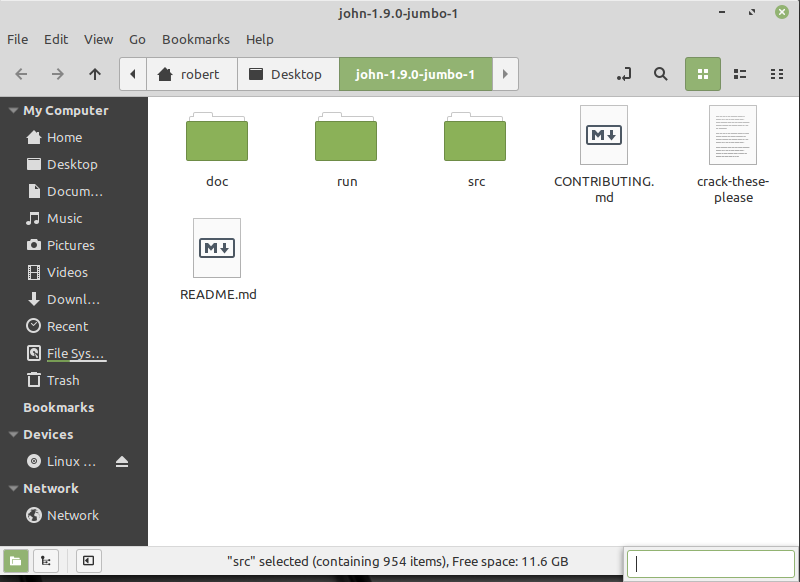 john-1.9.0-jumbo-1
File Edit View Go Bookmarks Help
robert Desktop john-1.9.0-jumbo-1
My Computer
Home
Desktop
Docum...
Music
Pictures
Videos
Downl...
Recent
File Sys...
Trash
Bookmarks
Devices
Linux ...
Network
Network
doc run src CONTRIBUTING.
md crack-these-
please
README.md
"src" selected (containing 954 items), Free space: 11.6 GB